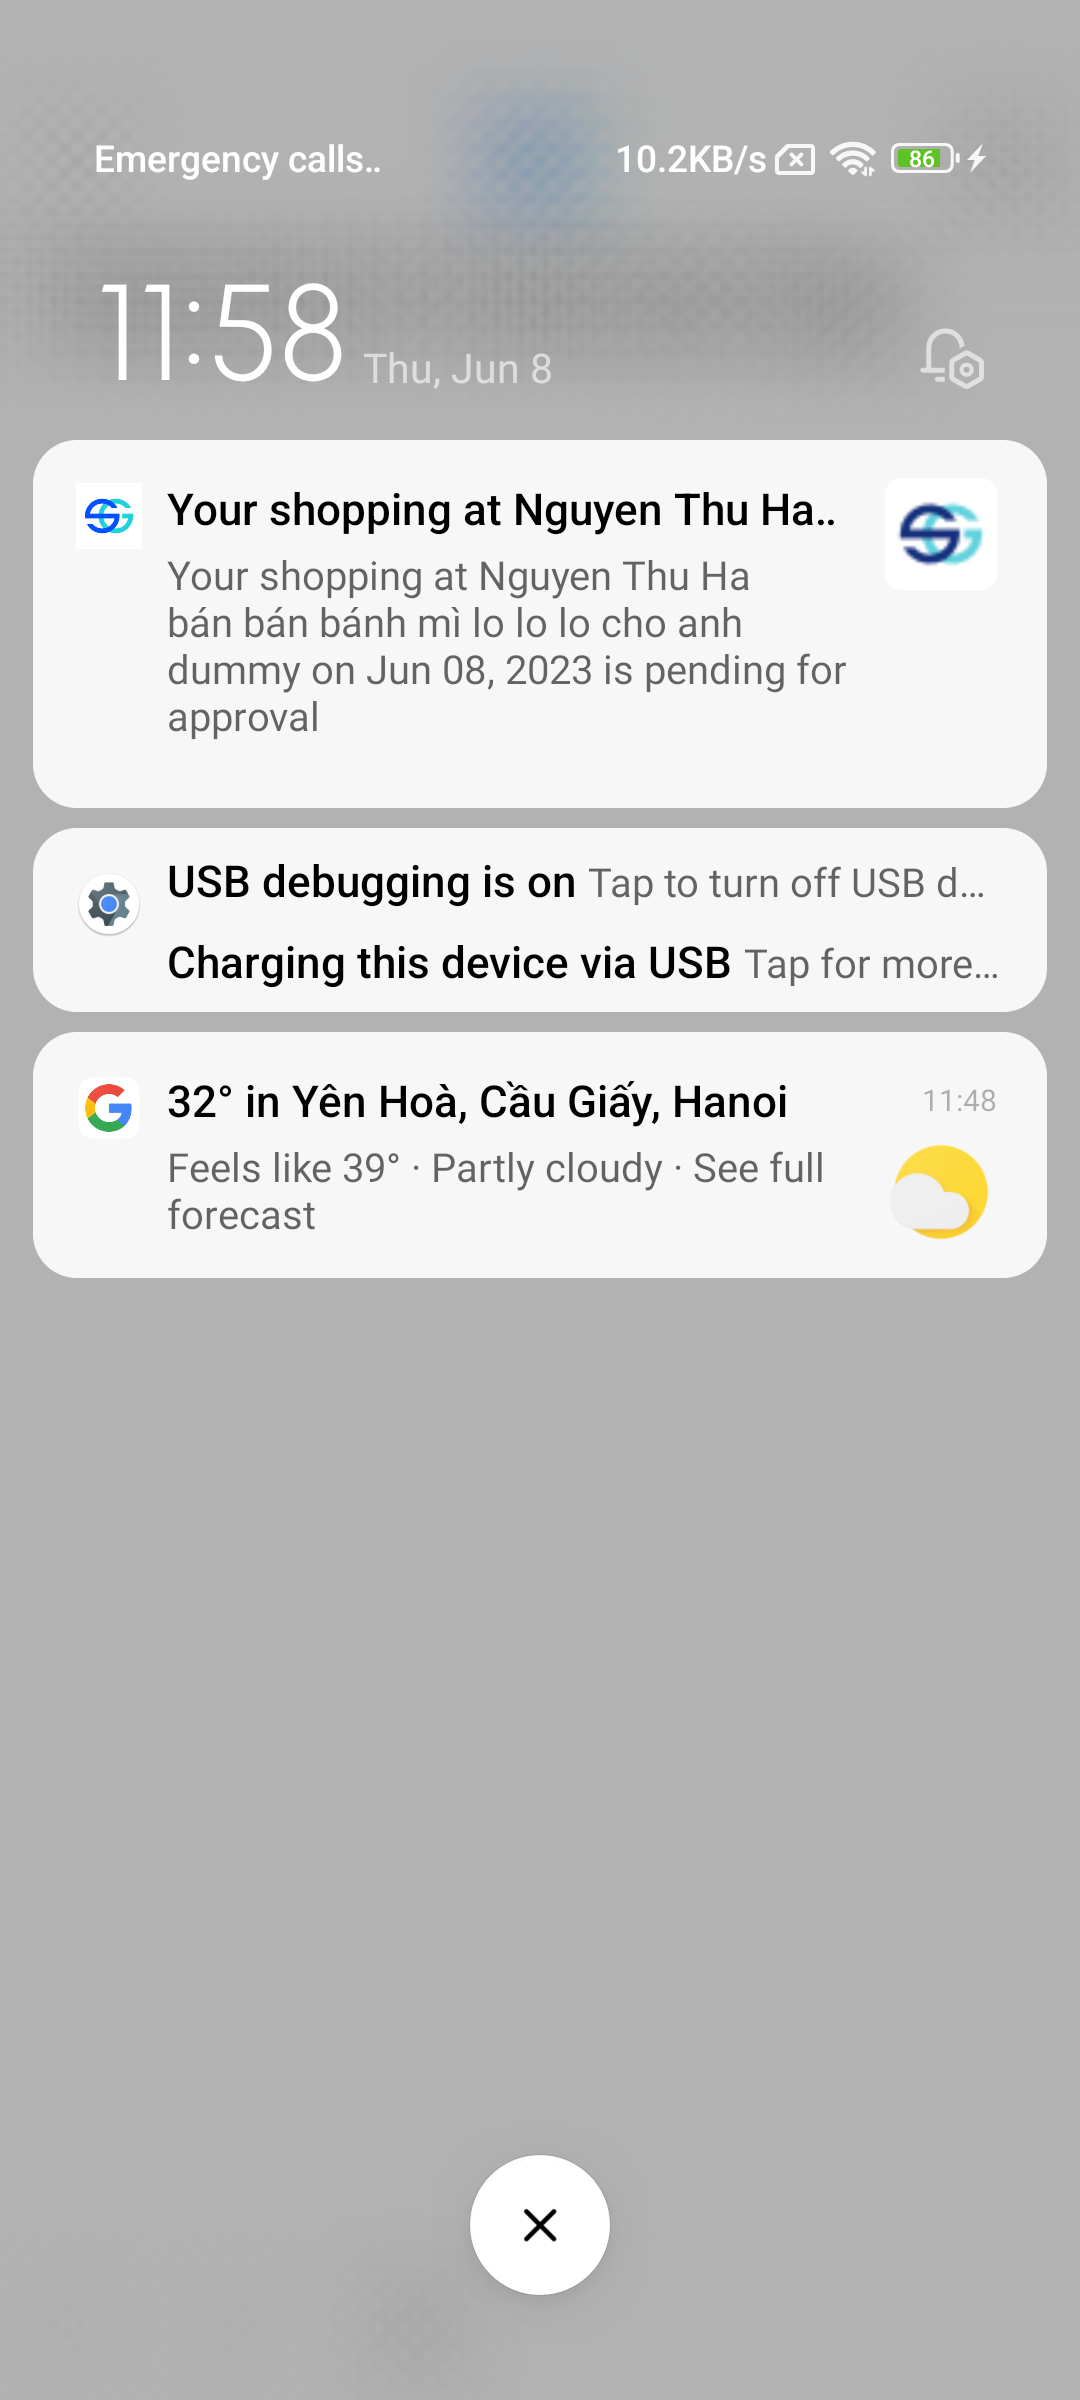 Emergency calls..
10.2KB/s
86
11:58
Thu, Jun 8
Your shopping at Nguyen Thu Ha..
Your shopping at Nguyen Thu Ha
bán bán bánh mì lo lo lo cho anh
dummy on Jun 08, 2023 is pending for
approval
USB debugging is on Tap to turn off USB d...
Charging this device via USB Tap for more...
32° in Yên Hoà, Cầu Giấy, Hanoi
11:48
Feels like 39° · Partly cloudy · See full
forecast